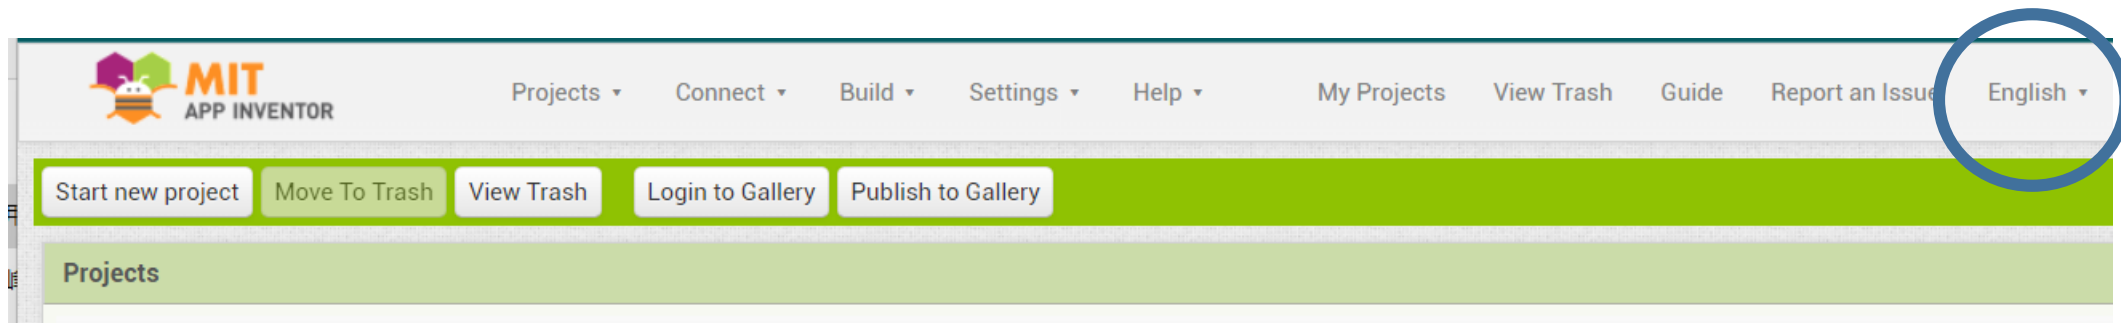 MIT
APP INVENTOR
Projects ▾ Connect ▾ Build ▾ Settings ▾ Help ▾ My Projects View Trash Guide Report an Issue English ▾
Start new project Move To Trash View Trash Login to Gallery Publish to Gallery
Projects